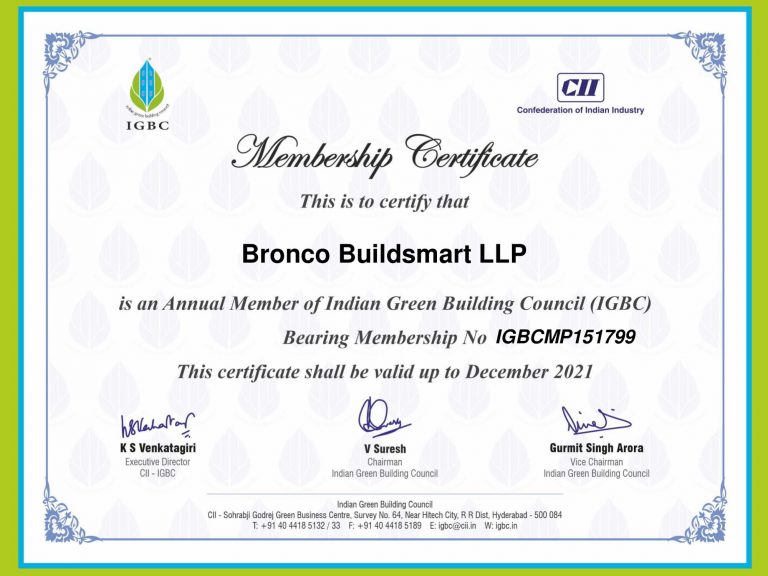 indian green building council
IGBC
CII
Confederation of Indian Industry
Membership Certificate
This is to certify that
Bronco Buildsmart LLP
is an Annual Member of Indian Green Building Council (IGBC)
Bearing Membership No IGBCMP151799
This certificate shall be valid up to December 2021
K S Venkatagiri
Executive Director
CII - IGBC
V Suresh
Chairman
Indian Green Building Council
Gurmit Singh Arora
Vice Chairman
Indian Green Building Council
Indian Green Building Council
CII - Sohrabji Godrej Green Business Centre, Survey No. 64, Near Hitech City, R R Dist, Hyderabad - 500 084
T: +91 40 4418 5132 / 33 F: +91 40 4418 5189 E: igbc@cii.in W: igbc.in